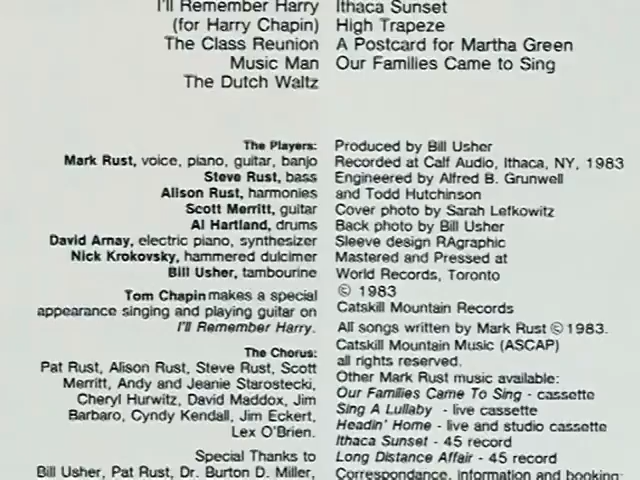 I'll Remember Harry
(for Harry Chapin)
The Class Reunion
Music Man
The Dutch Waltz
Ithaca Sunset
High Trapeze
A Postcard for Martha Green
Our Families Came to Sing
The Players:
Mark Rust, voice, piano, guitar, banjo
Steve Rust, bass
Alison Rust, harmonies
Scott Merritt, guitar
Al Hartland, drums
David Arnay, electric piano, synthesizer
Nick Krokovsky, hammered dulcimer
Bill Usher, tambourine
Tom Chapin makes a special
appearance singing and playing guitar on
I'll Remember Harry.
The Chorus:
Pat Rust, Alison Rust, Steve Rust, Scott
Merritt, Andy and Jeanie Starostecki,
Cheryl Hurwitz, David Maddox, Jim
Barbaro, Cyndy Kendall, Jim Eckert,
Lex O'Brien.
Special Thanks to
Bill Usher, Pat Rust, Dr. Burton D. Miller,
Produced by Bill Usher
Recorded at Calf Audio, Ithaca, NY, 1983
Engineered by Alfred B. Grunwell
and Todd Hutchinson
Cover photo by Sarah Lefkowitz
Back photo by Bill Usher
Sleeve design RAgraphic
Mastered and Pressed at
World Records, Toronto
© 1983
Catskill Mountain Records
All songs written by Mark Rust © 1983.
Catskill Mountain Music (ASCAP)
all rights reserved.
Other Mark Rust music available:
Our Families Came To Sing - cassette
Sing A Lullaby - live cassette
Headin' Home - live and studio cassette
Ithaca Sunset - 45 record
Long Distance Affair - 45 record
Correspondence, information and booking: